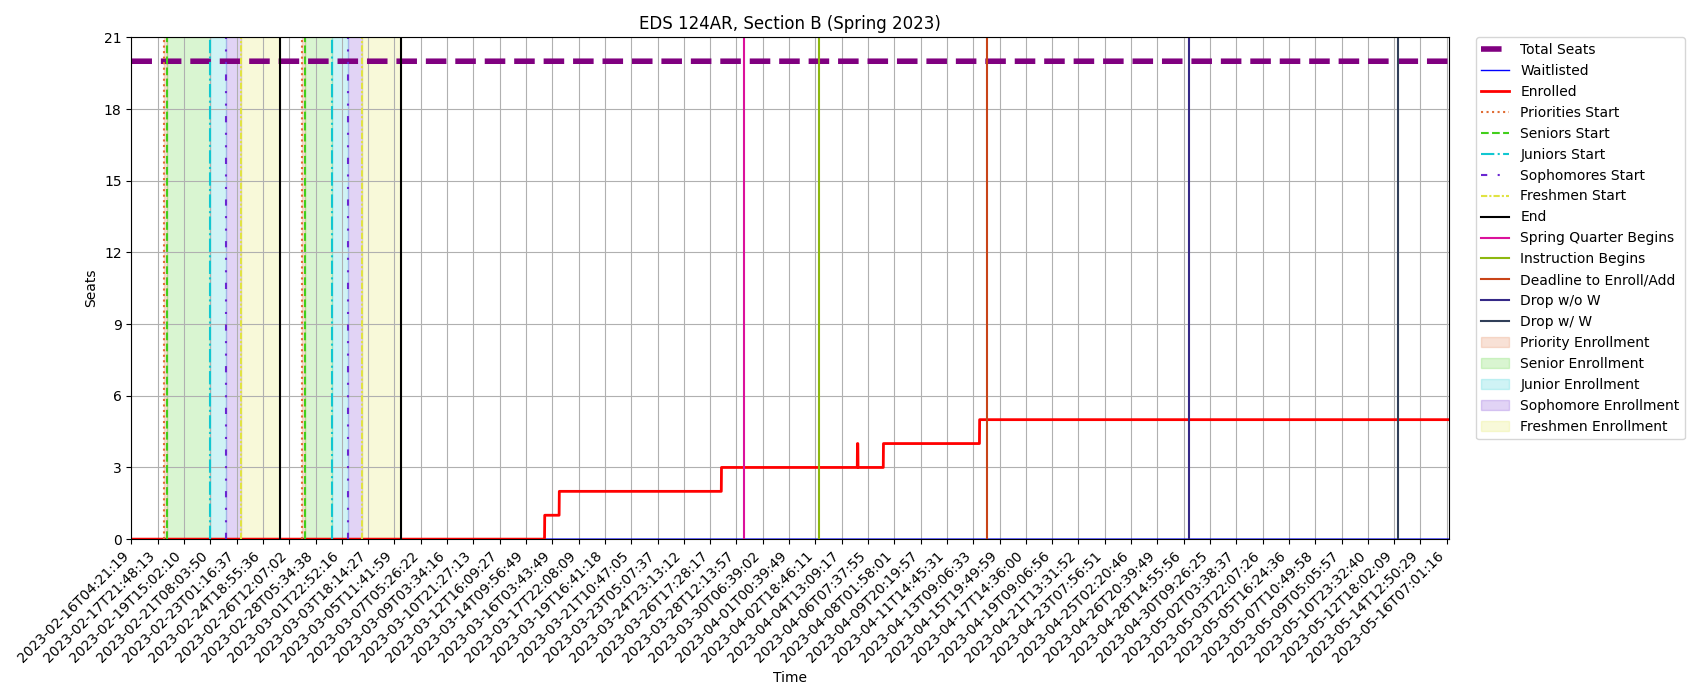 EDS 124AR, Section B (Spring 2023)
21
18
15
12
9
6
3
0
Seats
2023-02-16T04:21:19
2023-02-17T21:48:13
2023-02-19T15:02:10
2023-02-21T08:03:50
2023-02-23T01:16:37
2023-02-24T18:55:36
2023-02-26T12:07:02
2023-02-28T05:34:38
2023-03-01T22:52:16
2023-03-03T18:14:27
2023-03-05T11:41:59
2023-03-07T05:26:22
2023-03-09T03:34:16
2023-03-10T21:27:13
2023-03-12T16:09:27
2023-03-14T09:56:49
2023-03-16T03:43:49
2023-03-17T22:08:09
2023-03-19T16:41:18
2023-03-21T10:47:05
2023-03-23T05:07:37
2023-03-24T23:13:12
2023-03-26T17:28:17
2023-03-28T12:13:57
2023-03-30T06:39:02
2023-04-01T00:39:49
2023-04-02T18:46:11
2023-04-04T13:09:17
2023-04-06T07:37:55
2023-04-08T01:58:01
2023-04-09T20:19:57
2023-04-11T14:45:31
2023-04-13T09:06:33
2023-04-15T19:49:59
2023-04-17T14:36:00
2023-04-19T09:06:56
2023-04-21T13:31:52
2023-04-23T07:56:51
2023-04-25T02:20:46
2023-04-26T20:39:49
2023-04-28T14:55:56
2023-04-30T09:26:25
2023-05-02T03:38:37
2023-05-03T22:07:26
2023-05-05T16:24:36
2023-05-07T10:49:58
2023-05-09T05:05:57
2023-05-10T23:32:40
2023-05-12T18:02:09
2023-05-14T12:50:29
2023-05-16T07:01:16
Time
Total Seats
Waitlisted
Enrolled
Priorities Start
Seniors Start
Juniors Start
Sophomores Start
Freshmen Start
End
Spring Quarter Begins
Instruction Begins
Deadline to Enroll/Add
Drop w/o W
Drop w/ W
Priority Enrollment
Senior Enrollment
Junior Enrollment
Sophomore Enrollment
Freshmen Enrollment